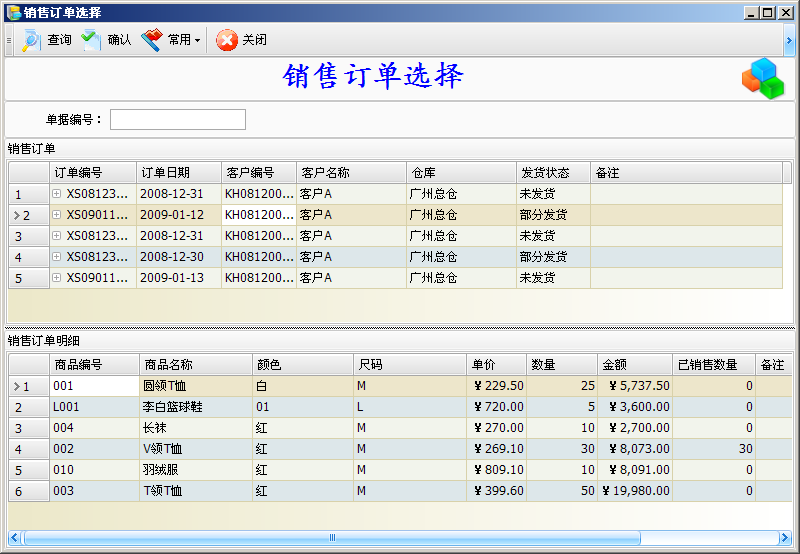 销售订单选择
查询 确认 常用 关闭
销售订单选择
单据编号：
销售订单
订单编号 订单日期 客户编号 客户名称 仓库 发货状态 备注
1 XS08123... 2008-12-31 KH081200... 客户A 广州总仓 未发货
2 XS09011... 2009-01-12 KH081200... 客户A 广州总仓 部分发货
3 XS08123... 2008-12-31 KH081200... 客户A 广州总仓 未发货
4 XS08123... 2008-12-30 KH081200... 客户A 广州总仓 部分发货
5 XS09011... 2009-01-13 KH081200... 客户A 广州总仓 未发货
销售订单明细
商品编号 商品名称 颜色 尺码 单价 数量 金额 已销售数量 备注
1 001 圆领T恤 白 M ¥229.50 25 ¥5,737.50 0
2 L001 李白篮球鞋 01 L ¥720.00 5 ¥3,600.00 0
3 004 长袜 红 M ¥270.00 10 ¥2,700.00 0
4 002 V领T恤 红 M ¥269.10 30 ¥8,073.00 30
5 010 羽绒服 红 M ¥809.10 10 ¥8,091.00 0
6 003 T领T恤 红 M ¥399.60 50 ¥19,980.00 0